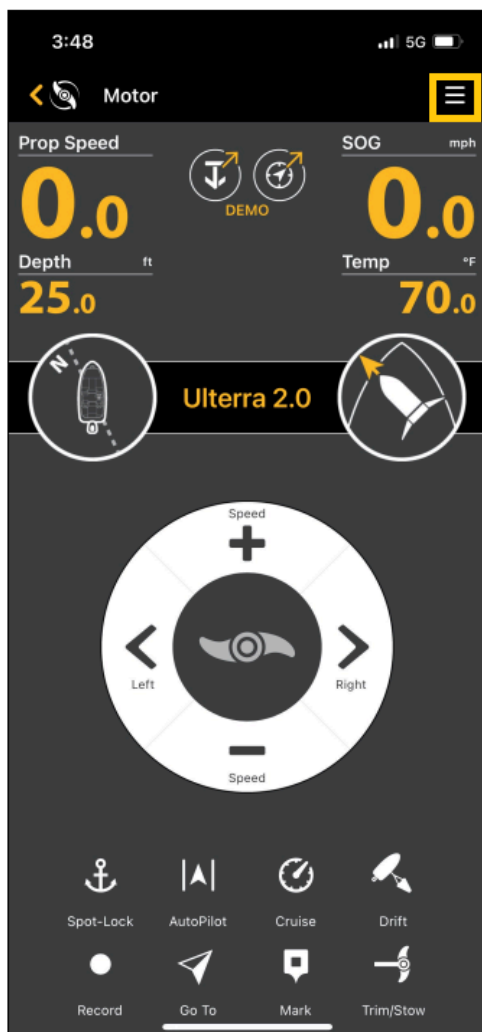 3:48
5G
Motor
Prop Speed
SOG mph
0.0
0.0
DEMO
Depth ft
Temp °F
25.0
70.0
N
Ulterra 2.0
Speed
Left
Right
Speed
Spot-Lock AutoPilot Cruise Drift
Record Go To Mark Trim/Stow